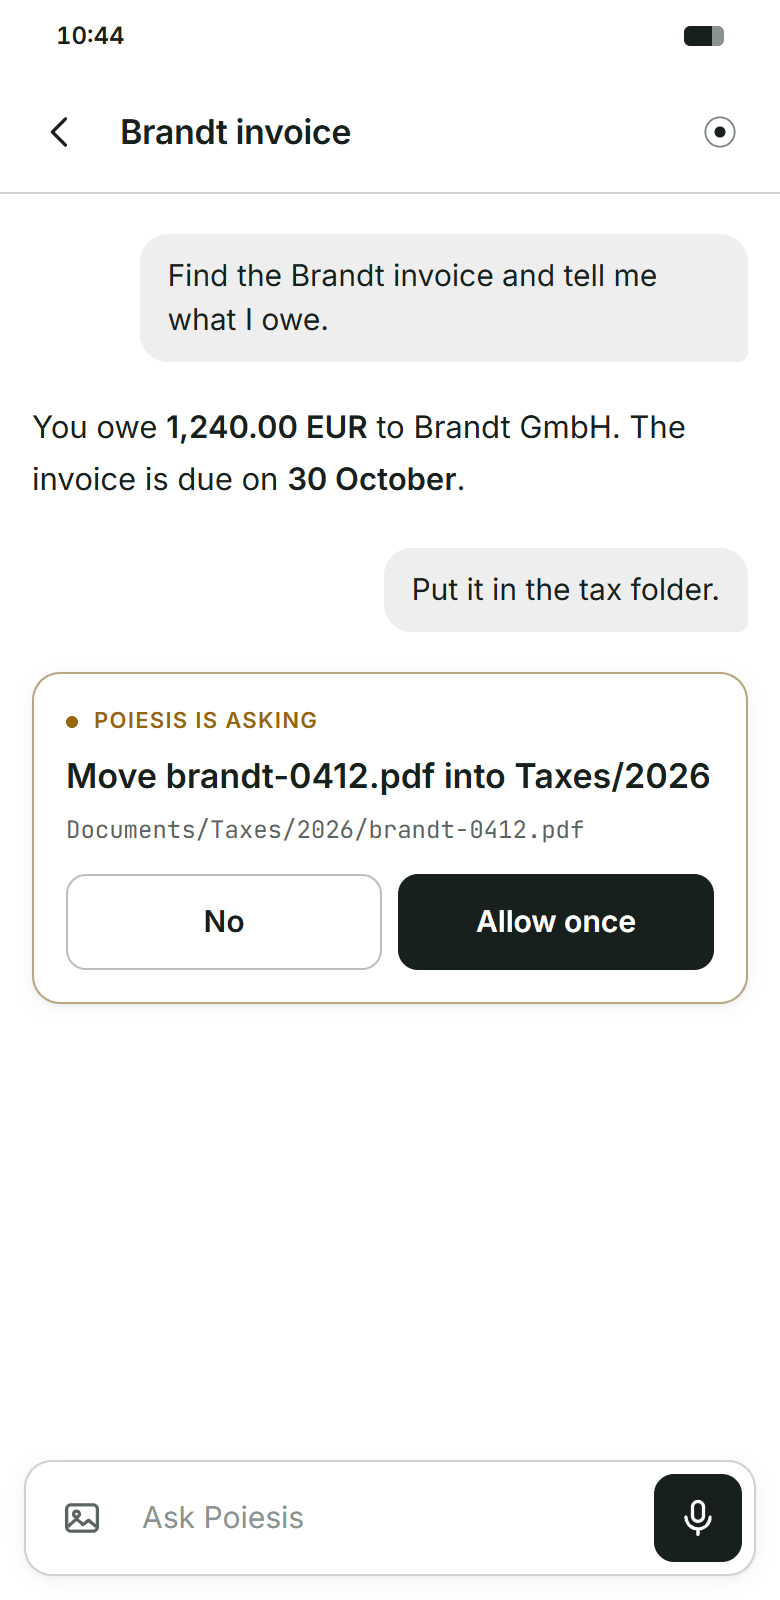 10:44
Brandt invoice
Find the Brandt invoice and tell me
what I owe.
You owe 1,240.00 EUR to Brandt GmbH. The
invoice is due on 30 October.
Put it in the tax folder.
POIESIS IS ASKING
Move brandt-0412.pdf into Taxes/2026
Documents/Taxes/2026/brandt-0412.pdf
No
Allow once
Ask Poiesis